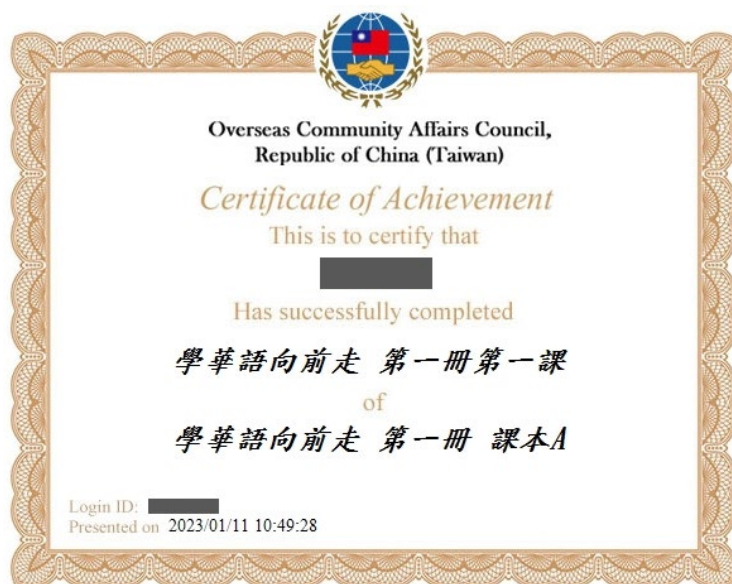 Overseas Community Affairs Council,
Republic of China (Taiwan)
Certificate of Achievement
This is to certify that
Has successfully completed
學華語向前走 第一冊第一課
of
學華語向前走 第一冊 課本A
Login ID:
Presented on 2023/01/11 10:49:28